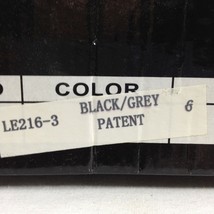 COLOR
BLACK/GREY 6
LE216-3 PATENT